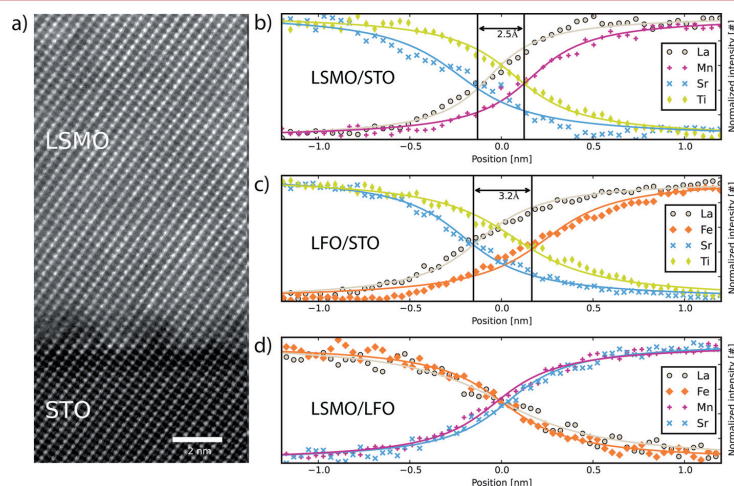 a)
LSMO
STO
2 nm
b)
LSMO/STO
2.5Å
La
Mn
Sr
Ti
−1.0 −0.5 0.0 0.5 1.0
Position [nm]
Normalized intensity [#]
c)
LFO/STO
3.2Å
La
Fe
Sr
Ti
−1.0 −0.5 0.0 0.5 1.0
Position [nm]
Normalized intensity [#]
d)
LSMO/LFO
La
Fe
Mn
Sr
−1.0 −0.5 0.0 0.5 1.0
Position [nm]
Normalized intensity [#]